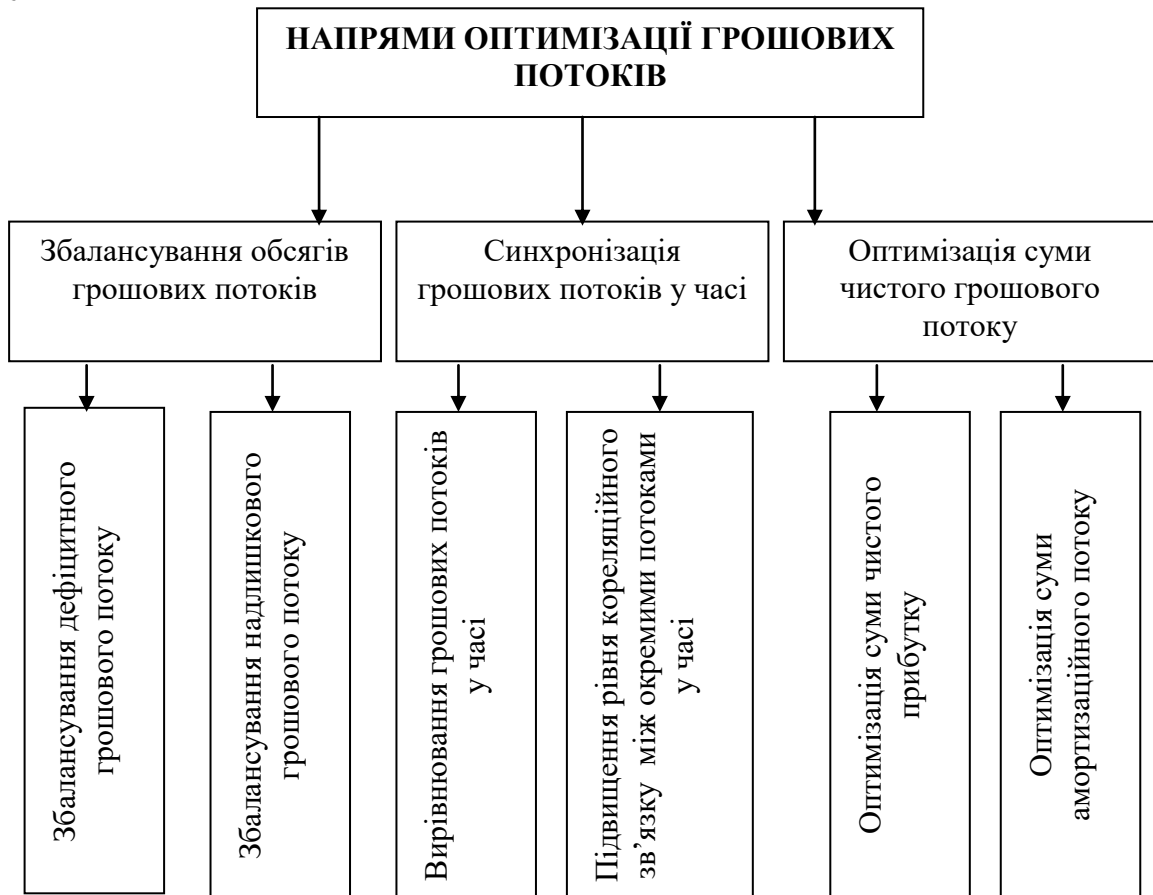 НАПРЯМИ ОПТИМІЗАЦІЇ ГРОШОВИХ
ПОТОКІВ
Збалансування обсягів
грошових потоків
Синхронізація
грошових потоків у часі
Оптимізація суми
чистого грошового
потоку
Збалансування дефіцитного
грошового потоку
Збалансування надлишкового
грошового потоку
Вирівнювання грошових потоків
у часі
Підвищення рівня кореляційного
зв’язку між окремими потоками
у часі
Оптимізація суми чистого
прибутку
Оптимізація суми
амортизаційного потоку